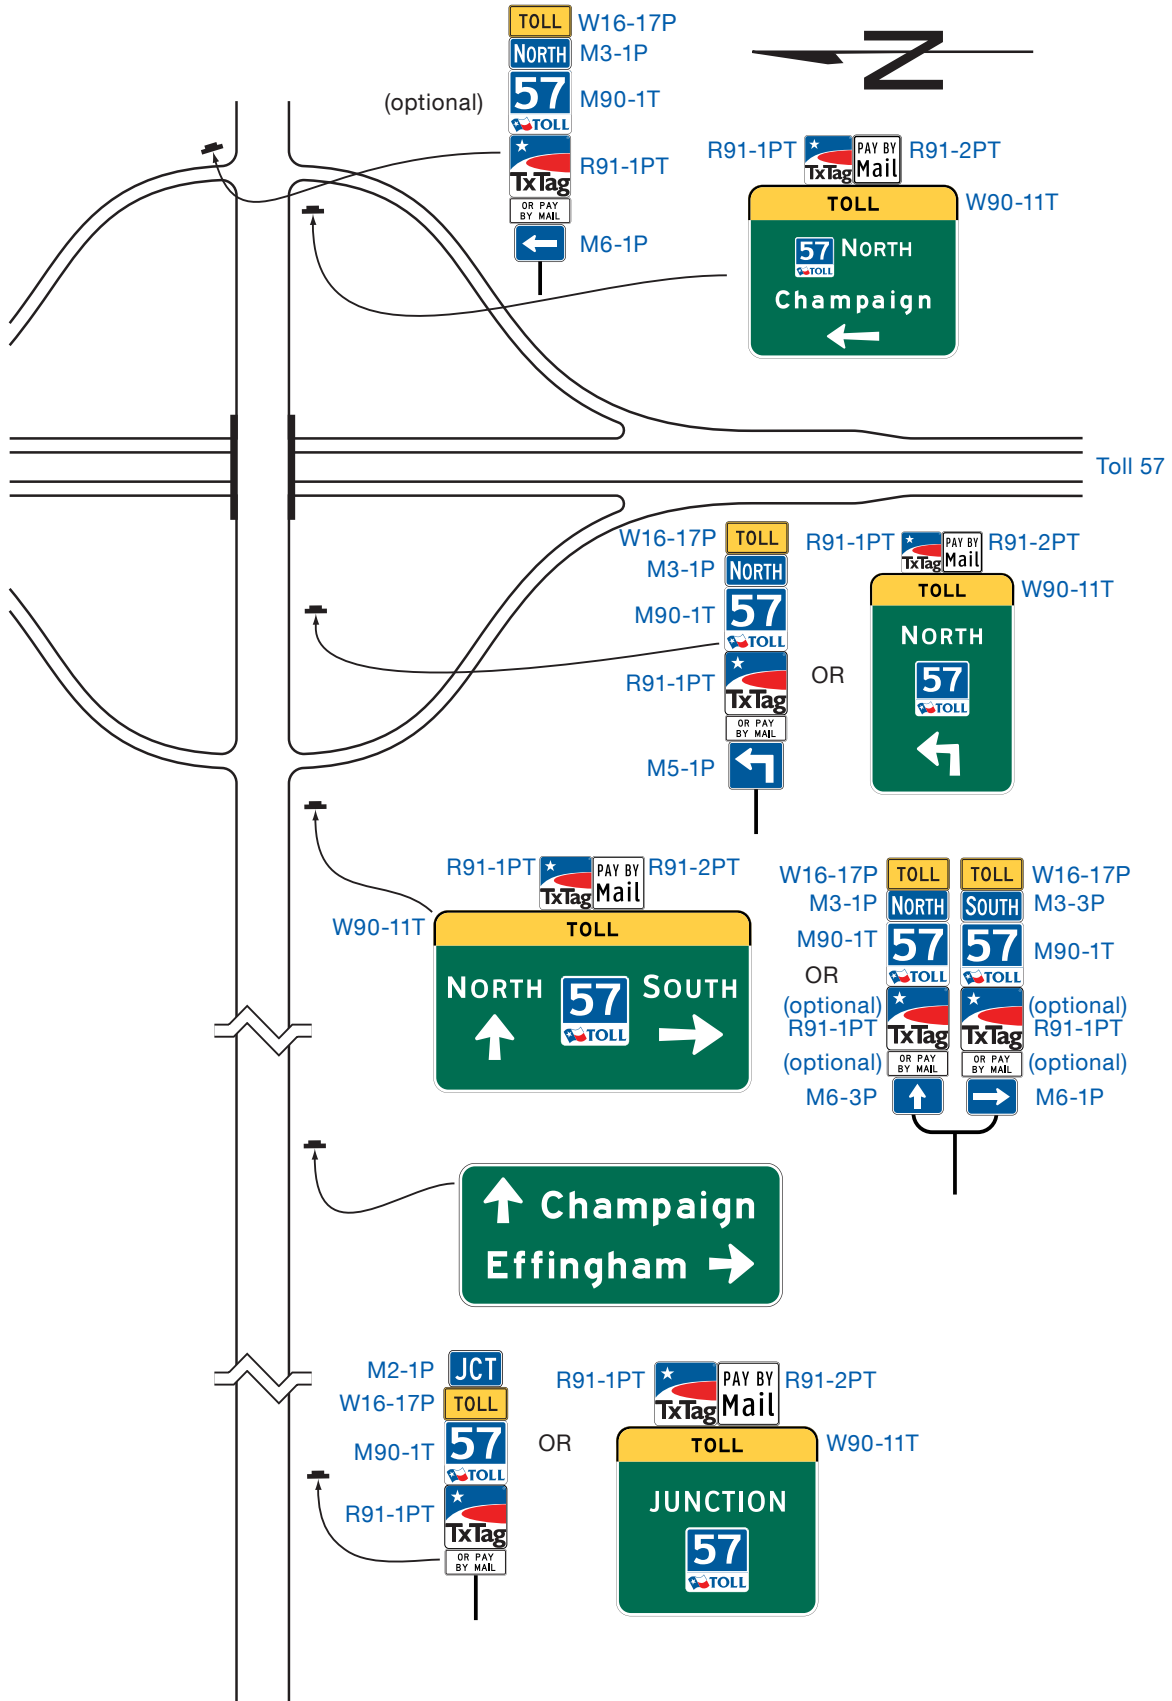 TOLL W16-17P
NORTH M3-1P
57 M90-1T
TOLL
(optional)
TxTag R91-1PT
OR PAY
BY MAIL
M6-1P
N
R91-1PT TxTag PAY BY
Mail R91-2PT
TOLL W90-11T
57 NORTH
TOLL
Champaign
Toll 57
W16-17P TOLL
M3-1P NORTH
M90-1T 57
TOLL
R91-1PT TxTag
OR PAY
BY MAIL
M5-1P
OR
R91-1PT TxTag PAY BY
Mail R91-2PT
TOLL W90-11T
NORTH
57
TOLL
R91-1PT TxTag PAY BY
Mail R91-2PT
W90-11T TOLL
NORTH 57 SOUTH
TOLL
W16-17P TOLL TOLL W16-17P
M3-1P NORTH SOUTH M3-3P
M90-1T 57 57 M90-1T
TOLL TOLL
OR
(optional) (optional)
R91-1PT TxTag TxTag R91-1PT
(optional) OR PAY OR PAY (optional)
BY MAIL BY MAIL
M6-3P M6-1P
Champaign
Effingham
M2-1P JCT
W16-17P TOLL
M90-1T 57
TOLL
R91-1PT TxTag
OR PAY
BY MAIL
OR
R91-1PT TxTag PAY BY
Mail R91-2PT
TOLL W90-11T
JUNCTION
57
TOLL